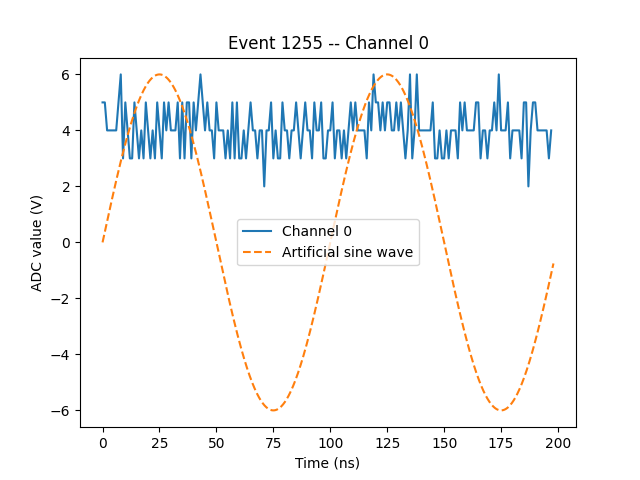 Event 1255 -- Channel 0
6
4
2
0
−2
−4
−6
ADC value (V)
Channel 0
Artificial sine wave
0 25 50 75 100 125 150 175 200
Time (ns)